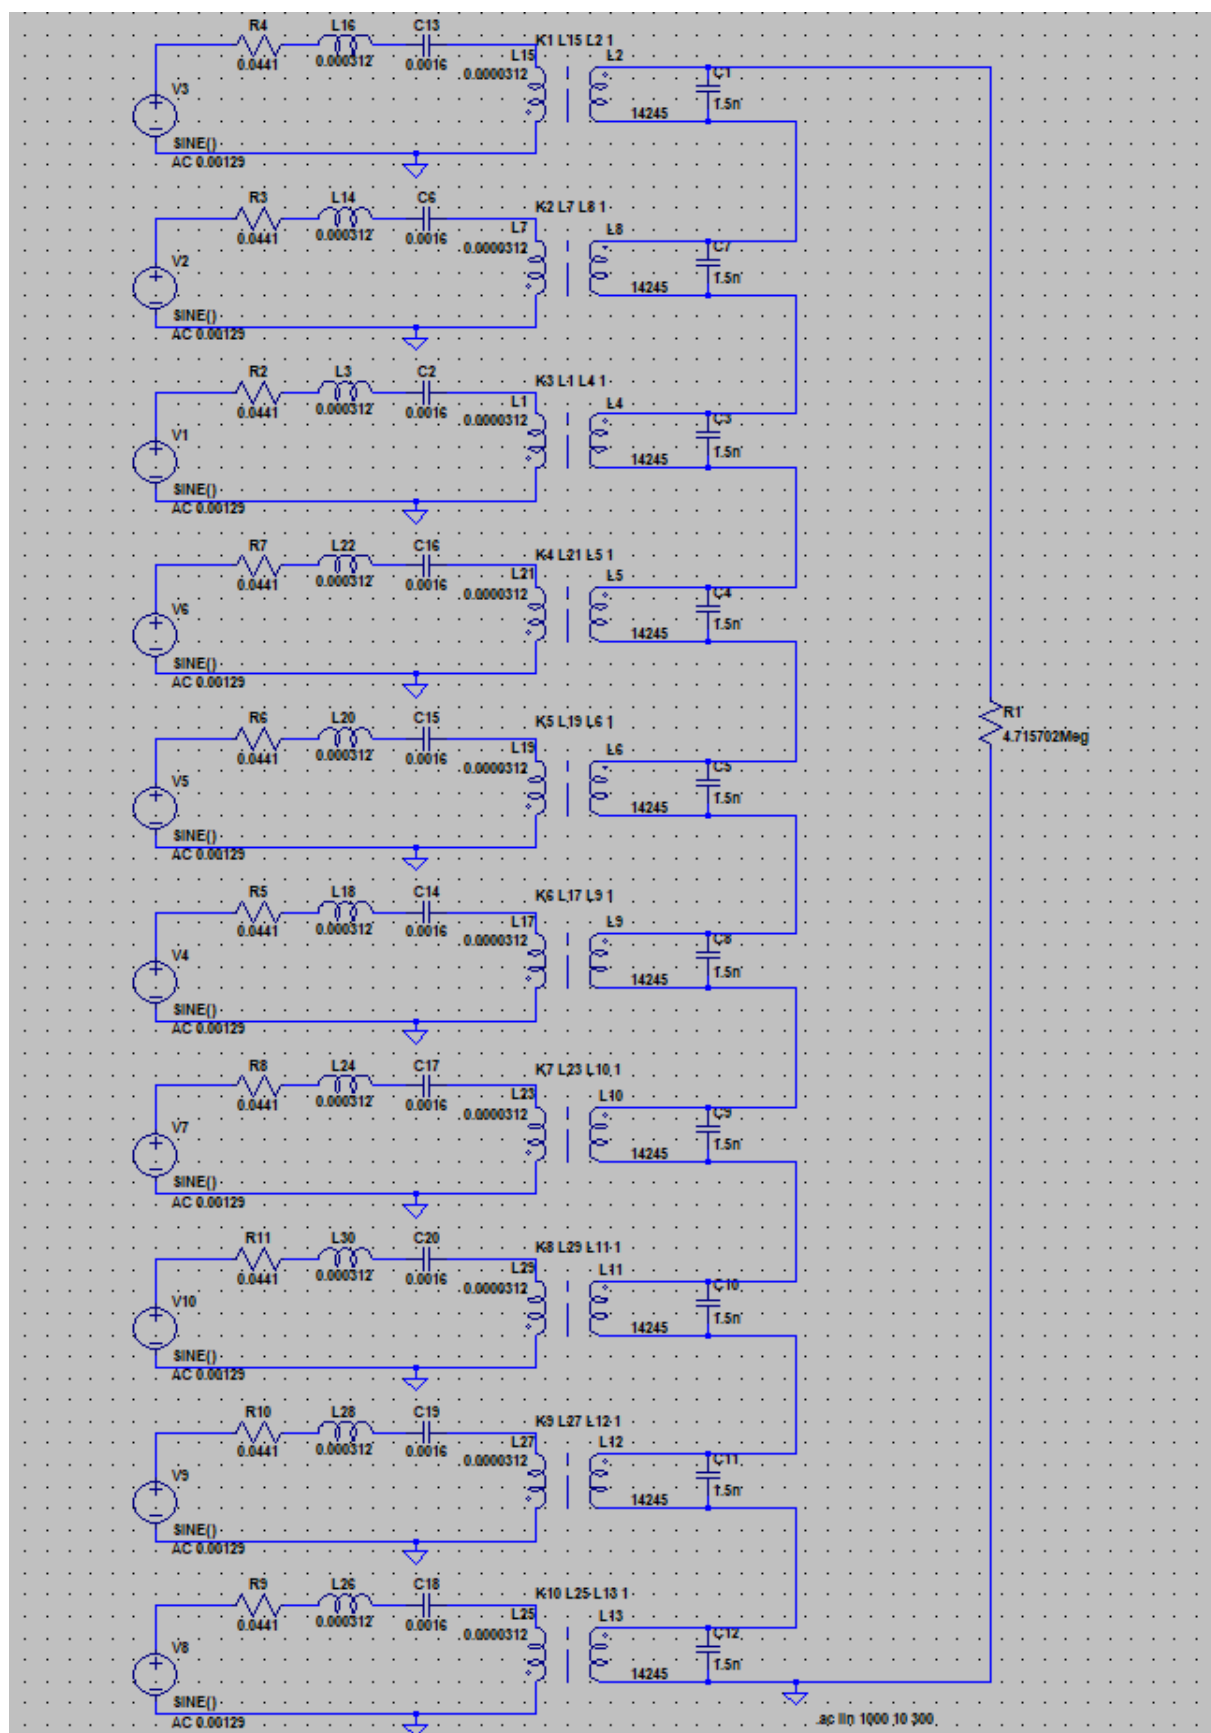 R4 L16 C13
0.0441 0.000312 0.0016
K1 L15 L2 1
L15 L2
0.0000312
V3
C1
1.5n
14245
SINE()
AC 0.00129
R3 L14 C6
0.0441 0.000312 0.0016
K2 L7 L8 1
L7 L8
0.0000312
V2
C7
1.5n
14245
SINE()
AC 0.00129
R2 L3 C2
0.0441 0.000312 0.0016
K3 L1 L4 1
L1 L4
0.0000312
V1
C3
1.5n
14245
SINE()
AC 0.00129
R7 L22 C16
0.0441 0.000312 0.0016
K4 L21 L5 1
L21 L5
0.0000312
V6
C4
1.5n
14245
SINE()
AC 0.00129
R1
4.715702Meg
R6 L20 C15
0.0441 0.000312 0.0016
K5 L19 L6 1
L19 L6
0.0000312
V5
C5
1.5n
14245
SINE()
AC 0.00129
R5 L18 C14
0.0441 0.000312 0.0016
K6 L17 L9 1
L17 L9
0.0000312
V4
C8
1.5n
14245
SINE()
AC 0.00129
R8 L24 C17
0.0441 0.000312 0.0016
K7 L23 L10 1
L23 L10
0.0000312
V7
C9
1.5n
14245
SINE()
AC 0.00129
R11 L30 C20
0.0441 0.000312 0.0016
K8 L29 L11 1
L29 L11
0.0000312
V10
C10
1.5n
14245
SINE()
AC 0.00129
R10 L28 C19
0.0441 0.000312 0.0016
K9 L27 L12 1
L27 L12
0.0000312
V9
C11
1.5n
14245
SINE()
AC 0.00129
R9 L26 C18
0.0441 0.000312 0.0016
K10 L25 L13 1
L25 L13
0.0000312
V8
C12
1.5n
14245
SINE()
AC 0.00129
.ac lin 1000 10 300